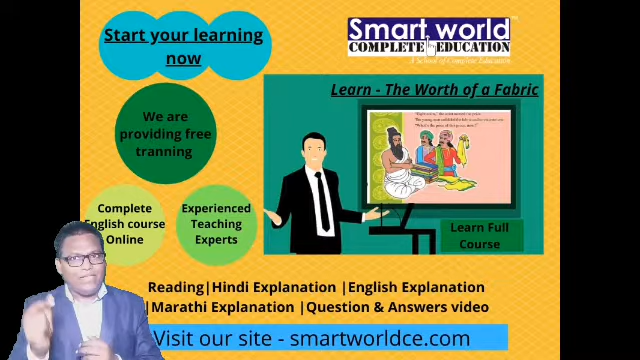 Start your learning
now
Smart world
COMPLETE EDUCATION
A School of Complete Education
Learn - The Worth of a Fabric
We are
providing free
tranning
Complete
English course
Online
Experienced
Teaching
Experts
Learn Full
Course
Reading|Hindi Explanation |English Explanation
|Marathi Explanation |Question & Answers video
Visit our site - smartworldce.com